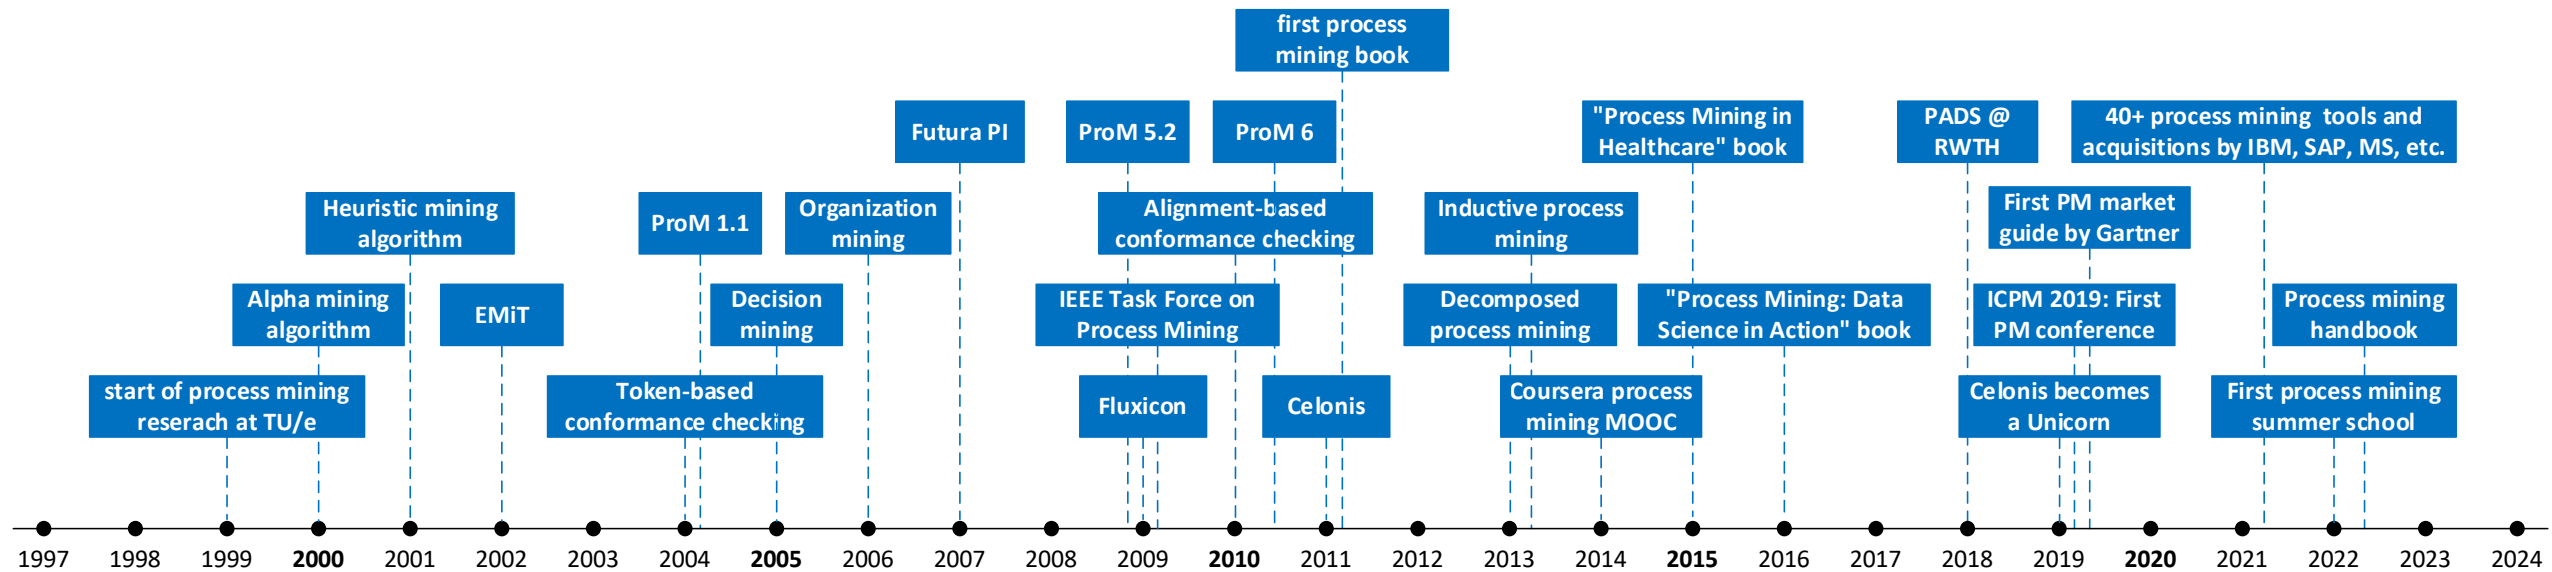 first process
mining book
Futura PI
ProM 5.2
ProM 6
"Process Mining in
Healthcare" book
PADS @
RWTH
40+ process mining  tools and
acquisitions by IBM, SAP, MS, etc.
Heuristic mining
algorithm
ProM 1.1
Organization
mining
Alignment-based
conformance checking
Inductive process
mining
First PM market
guide by Gartner
Alpha mining
algorithm
EMiT
Decision
mining
IEEE Task Force on
Process Mining
Decomposed
process mining
"Process Mining: Data
Science in Action" book
ICPM 2019: First
PM conference
Process mining
handbook
start of process mining
reserach at TU/e
Token-based
conformance checking
Fluxicon
Celonis
Coursera process
mining MOOC
Celonis becomes
a Unicorn
First process mining
summer school
1997 1998 1999 2000 2001 2002 2003 2004 2005 2006 2007 2008 2009 2010 2011 2012 2013 2014 2015 2016 2017 2018 2019 2020 2021 2022 2023 2024